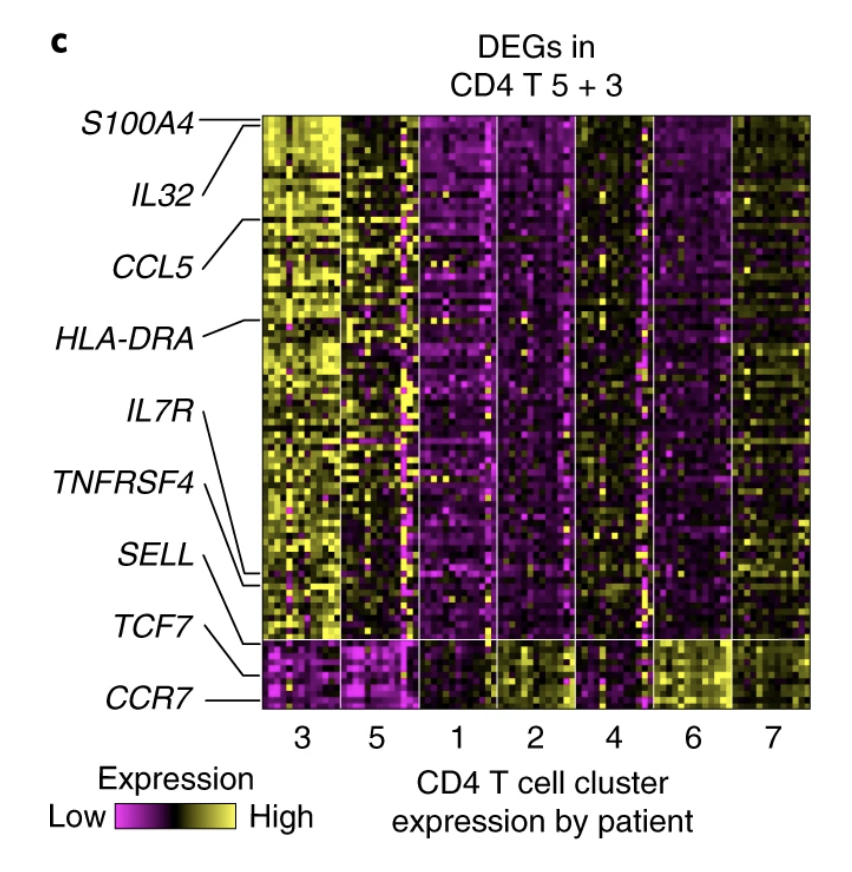 c
DEGs in
CD4 T 5 + 3
S100A4
IL32
CCL5
HLA-DRA
IL7R
TNFRSF4
SELL
TCF7
CCR7
3 5 1 2 4 6 7
Expression
Low High
CD4 T cell cluster
expression by patient